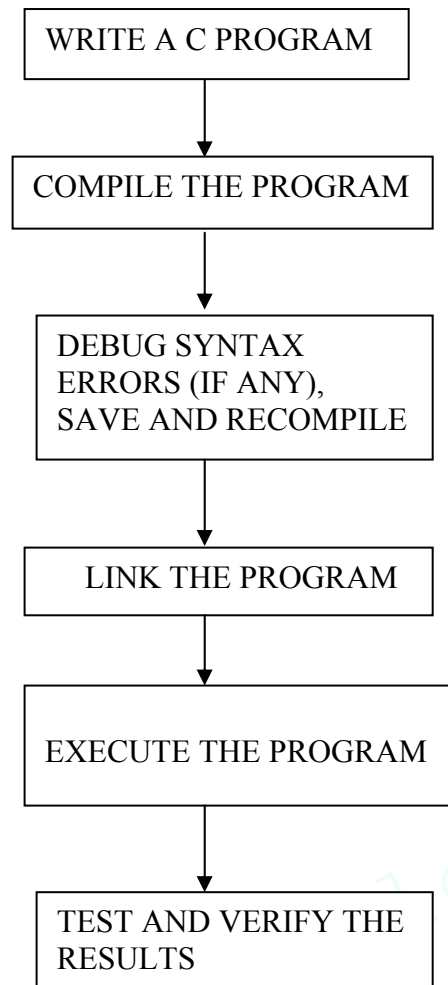 WRITE A C PROGRAM
COMPILE THE PROGRAM
DEBUG SYNTAX
ERRORS (IF ANY),
SAVE AND RECOMPILE
LINK THE PROGRAM
EXECUTE THE PROGRAM
TEST AND VERIFY THE
RESULTS